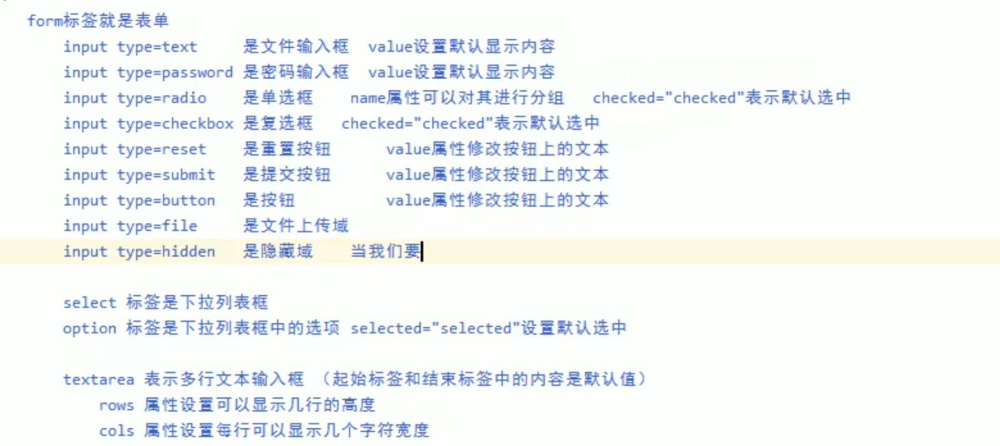 form标签就是表单
input type=text 是文件输入框 value设置默认显示内容
input type=password 是密码输入框 value设置默认显示内容
input type=radio 是单选框 name属性可以对其进行分组 checked="checked"表示默认选中
input type=checkbox 是复选框 checked="checked"表示默认选中
input type=reset 是重置按钮 value属性修改按钮上的文本
input type=submit 是提交按钮 value属性修改按钮上的文本
input type=button 是按钮 value属性修改按钮上的文本
input type=file 是文件上传域
input type=hidden 是隐藏域 当我们要
select 标签是下拉列表框
option 标签是下拉列表框中的选项 selected="selected"设置默认选中
textarea 表示多行文本输入框 （起始标签和结束标签中的内容是默认值）
rows 属性设置可以显示几行的高度
cols 属性设置每行可以显示几个字符宽度